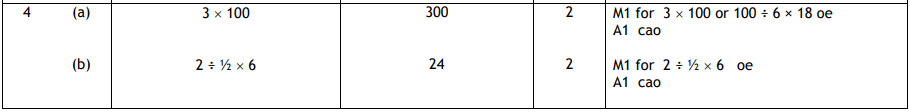 4 (a) 3 × 100 300 2 M1 for 3 × 100 or 100 ÷ 6 × 18 oe
A1 cao
(b) 2 ÷ ½ × 6 24 2 M1 for 2 ÷ ½ × 6 oe
A1 cao